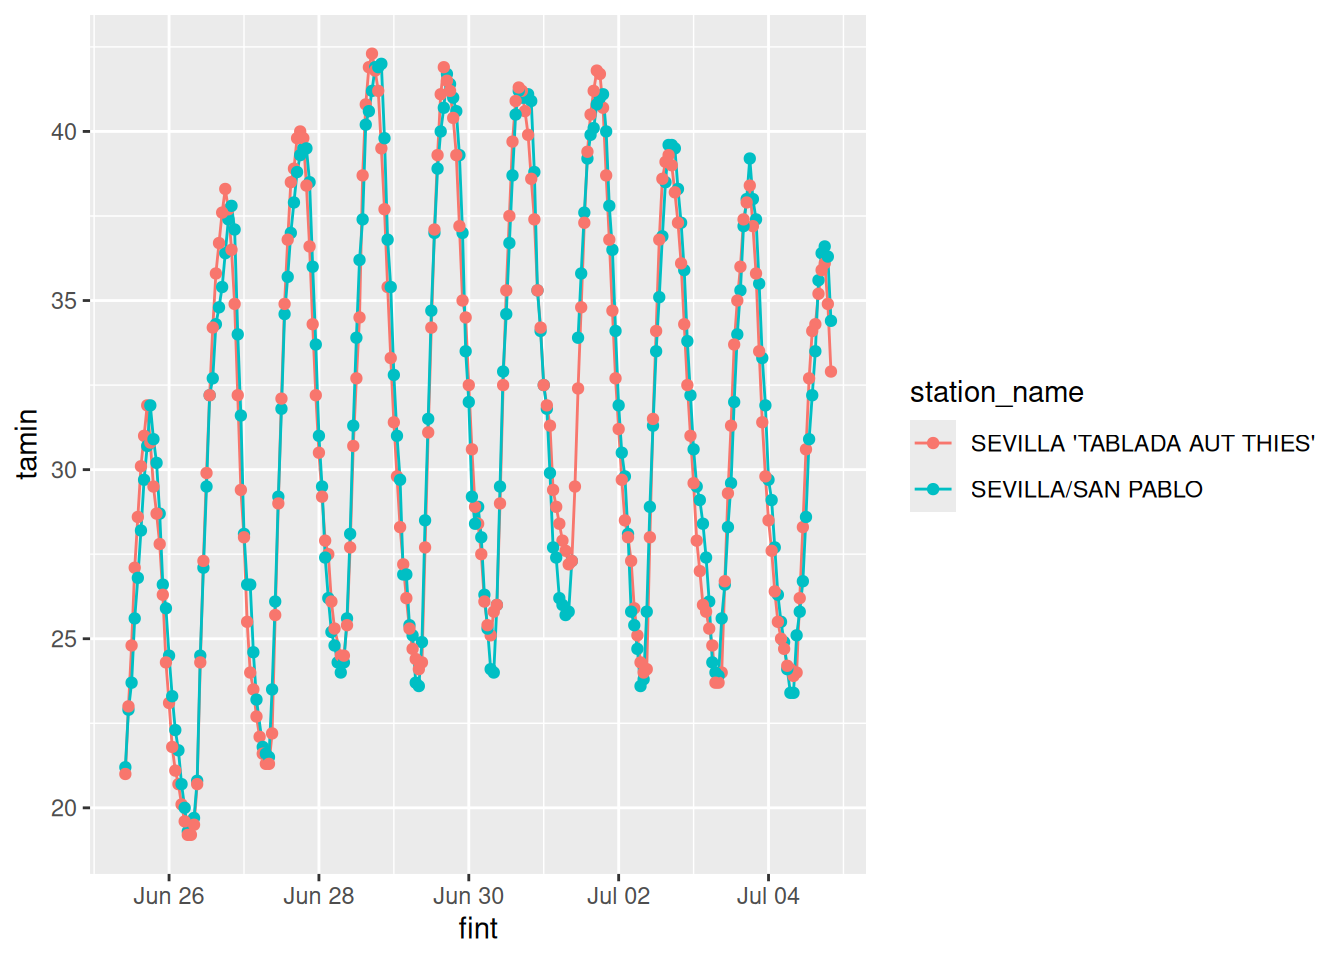 40
35
30
25
20
tamin
Jun 26
Jun 28
Jun 30
Jul 02
Jul 04
fint
station_name
SEVILLA 'TABLADA AUT THIES'
SEVILLA/SAN PABLO